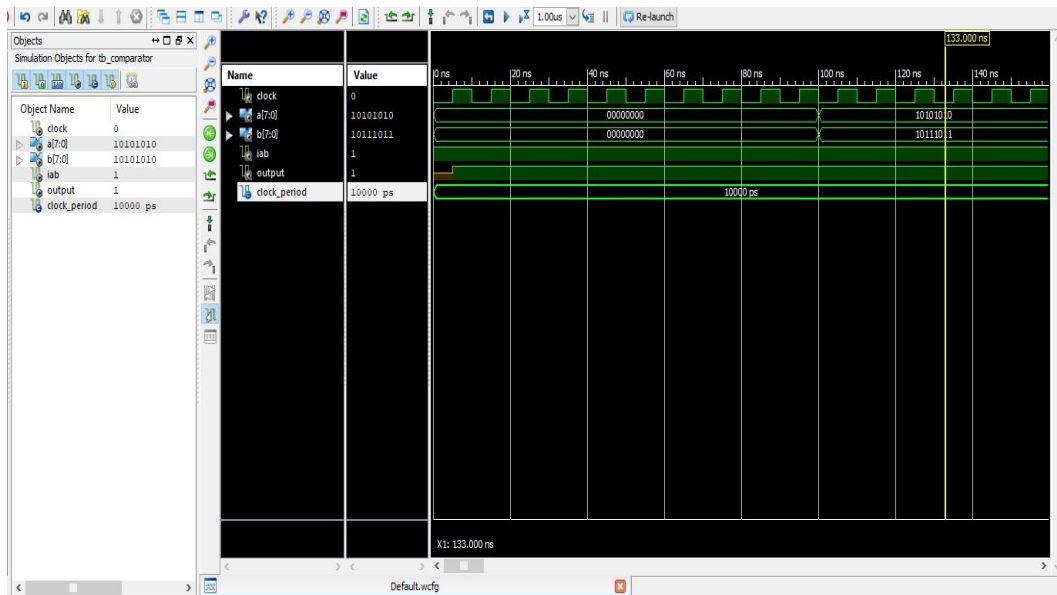 1.00us
Re-launch
Objects
Simulation Objects for tb_comparator
Object Name Value
clock 0
a[7:0] 10101010
b[7:0] 10101010
iab 1
output 1
clock_period 10000 ps
Name Value
clock 0
a[7:0] 10101010
b[7:0] 10111011
iab 1
output 1
clock_period 10000 ps
133.000 ns
0 ns 20 ns 40 ns 60 ns 80 ns 100 ns 120 ns 140 ns
00000000 10101010
00000000 10111011
10000 ps
X1: 133.000 ns
Default.wcfg